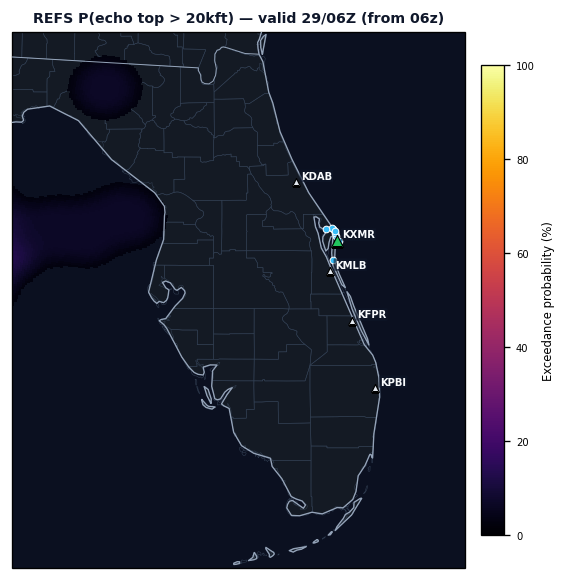 REFS P(echo top > 20kft) — valid 29/06Z (from 06z)
KDAB
KXMR
KMLB
KFPR
KPBI
100
80
60
40
20
0
Exceedance probability (%)